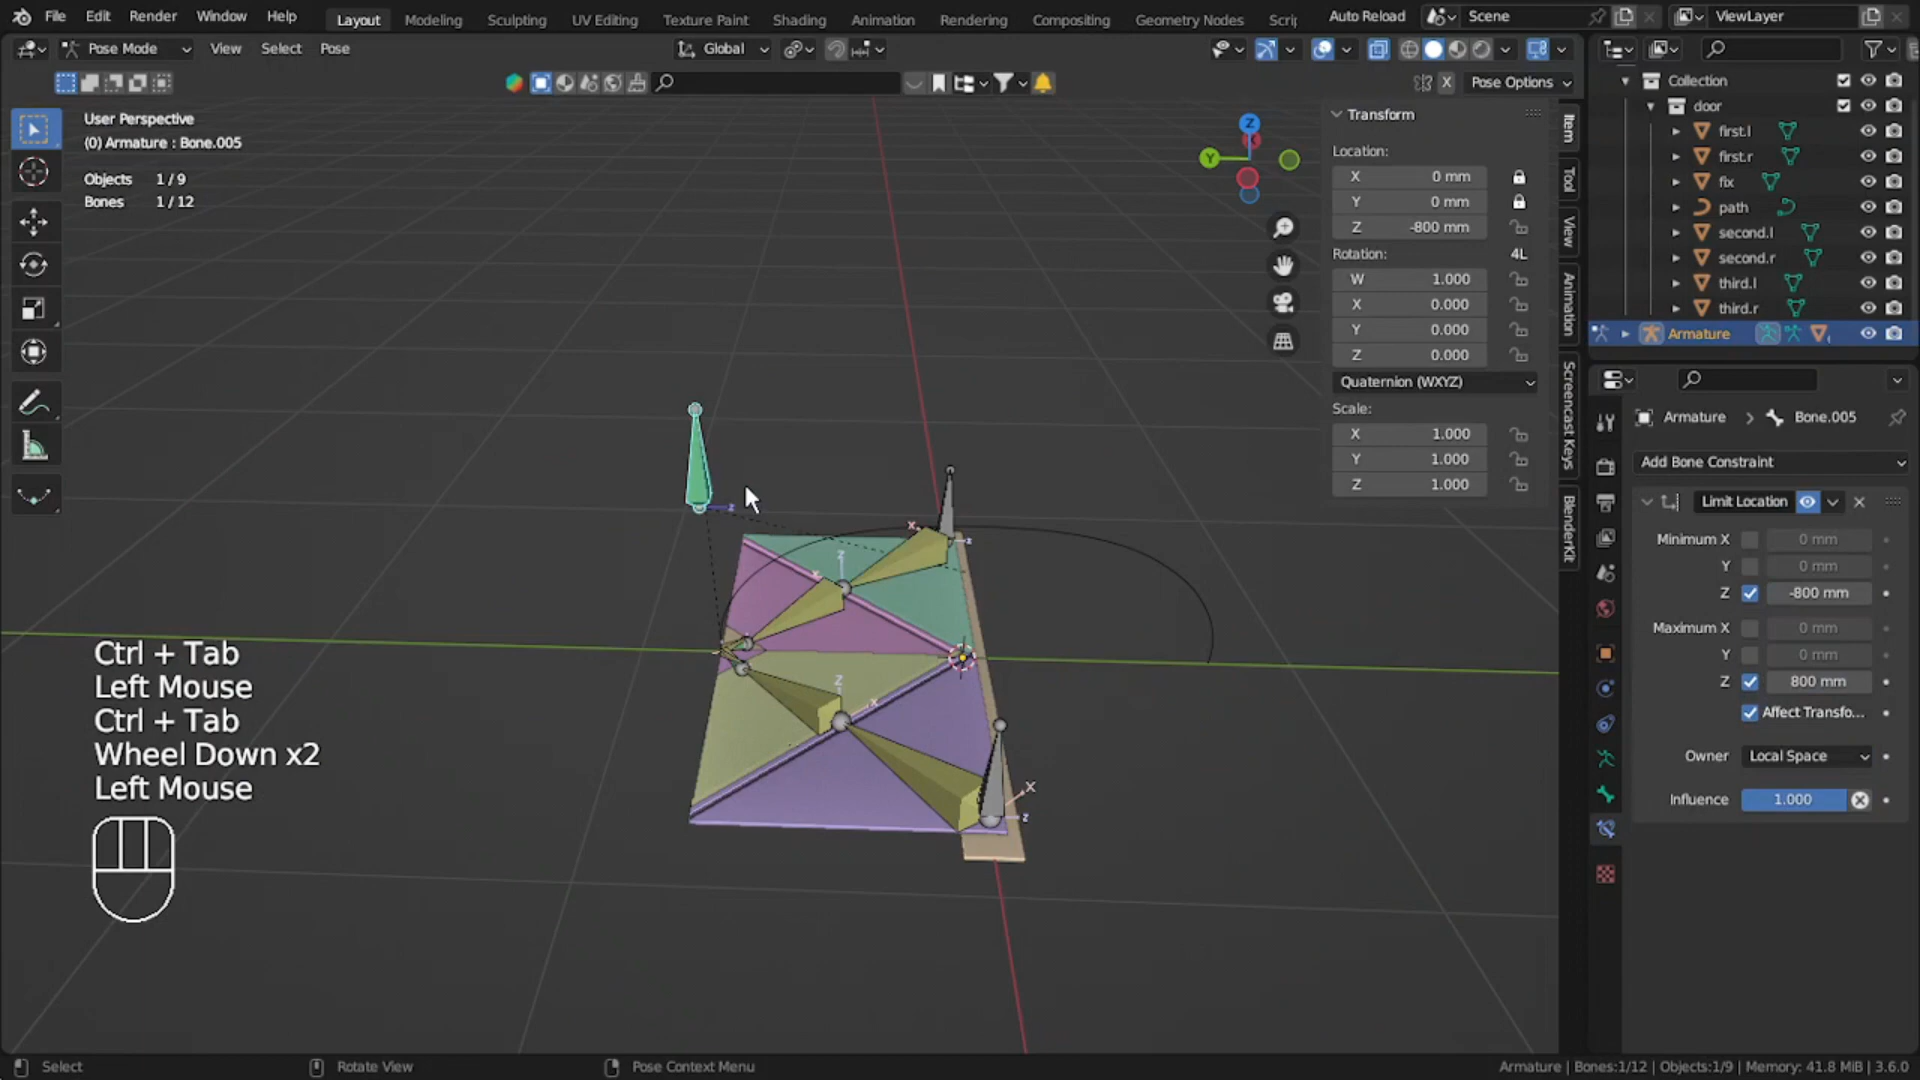 File Edit Render Window Help Layout Modeling Sculpting UV Editing Texture Paint Shading Animation Rendering Compositing Geometry Nodes Scrip Auto Reload Scene ViewLayer
Pose Mode View Select Pose Global
X Pose Options
User Perspective
(0) Armature : Bone.005
Objects 1 / 9
Bones 1 / 12
Z
Y
Transform
Location:
X 0 mm
Y 0 mm
Z -800 mm
Rotation: 4L
W 1.000
X 0.000
Y 0.000
Z 0.000
Quaternion (WXYZ)
Scale:
X 1.000
Y 1.000
Z 1.000
Item
Tool
View
Animation
Screencast Keys
BlenderKit
Collection
door
first.l
first.r
fix
path
second.l
second.r
third.l
third.r
Armature
Armature > Bone.005
Add Bone Constraint
Limit Location
Minimum X 0 mm
Y 0 mm
Z -800 mm
Maximum X 0 mm
Y 0 mm
Z 800 mm
Affect Transfo...
Owner Local Space
Influence 1.000
z
x
z
z
x
z
x
x
z
Ctrl + Tab
Left Mouse
Ctrl + Tab
Wheel Down x2
Left Mouse
Select Rotate View Pose Context Menu Armature | Bones:1/12 | Objects:1/9 | Memory: 41.8 MiB | 3.6.0